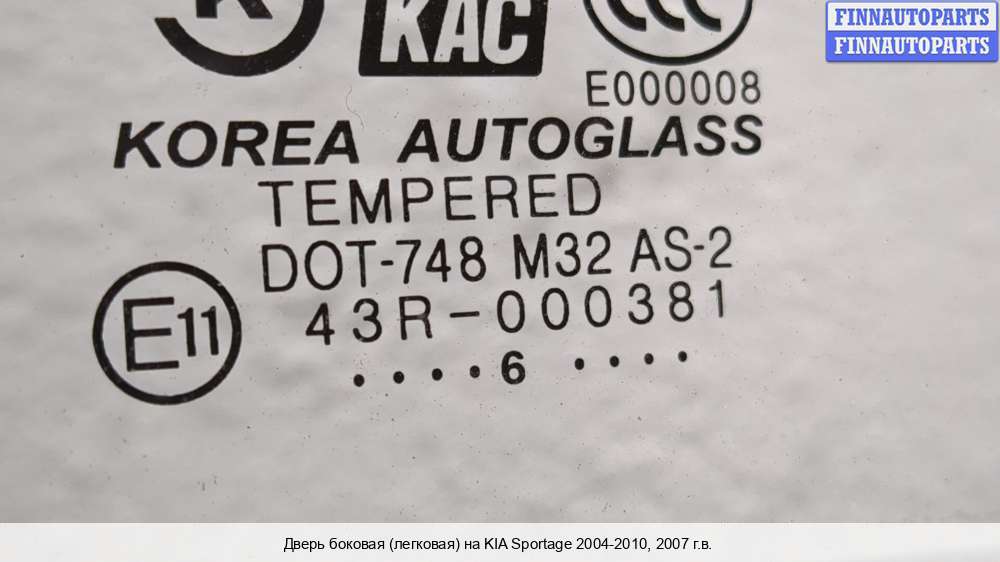 K
KAC
FINNAUTOPARTS
FINNAUTOPARTS
E000008
KOREA AUTOGLASS
TEMPERED
DOT-748 M32 AS-2
43R-000381
E11
....6 ....
Дверь боковая (легковая) на KIA Sportage 2004-2010, 2007 г.в.